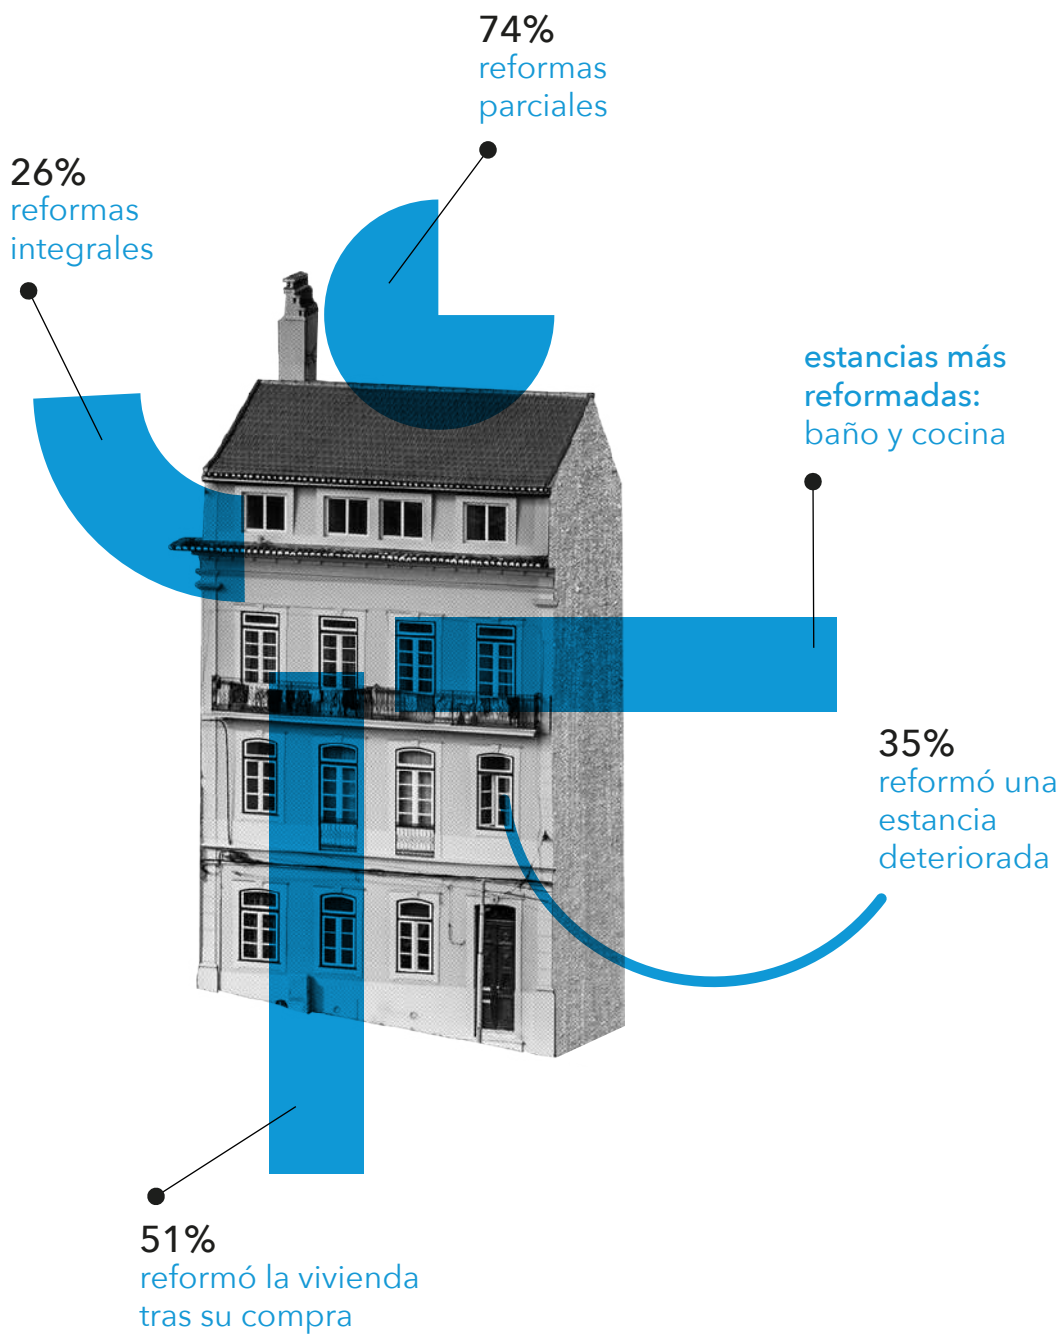 74%
reformas
parciales
26%
reformas
integrales
estancias más
reformadas:
baño y cocina
35%
reformó una
estancia
deteriorada
51%
reformó la vivienda
tras su compra